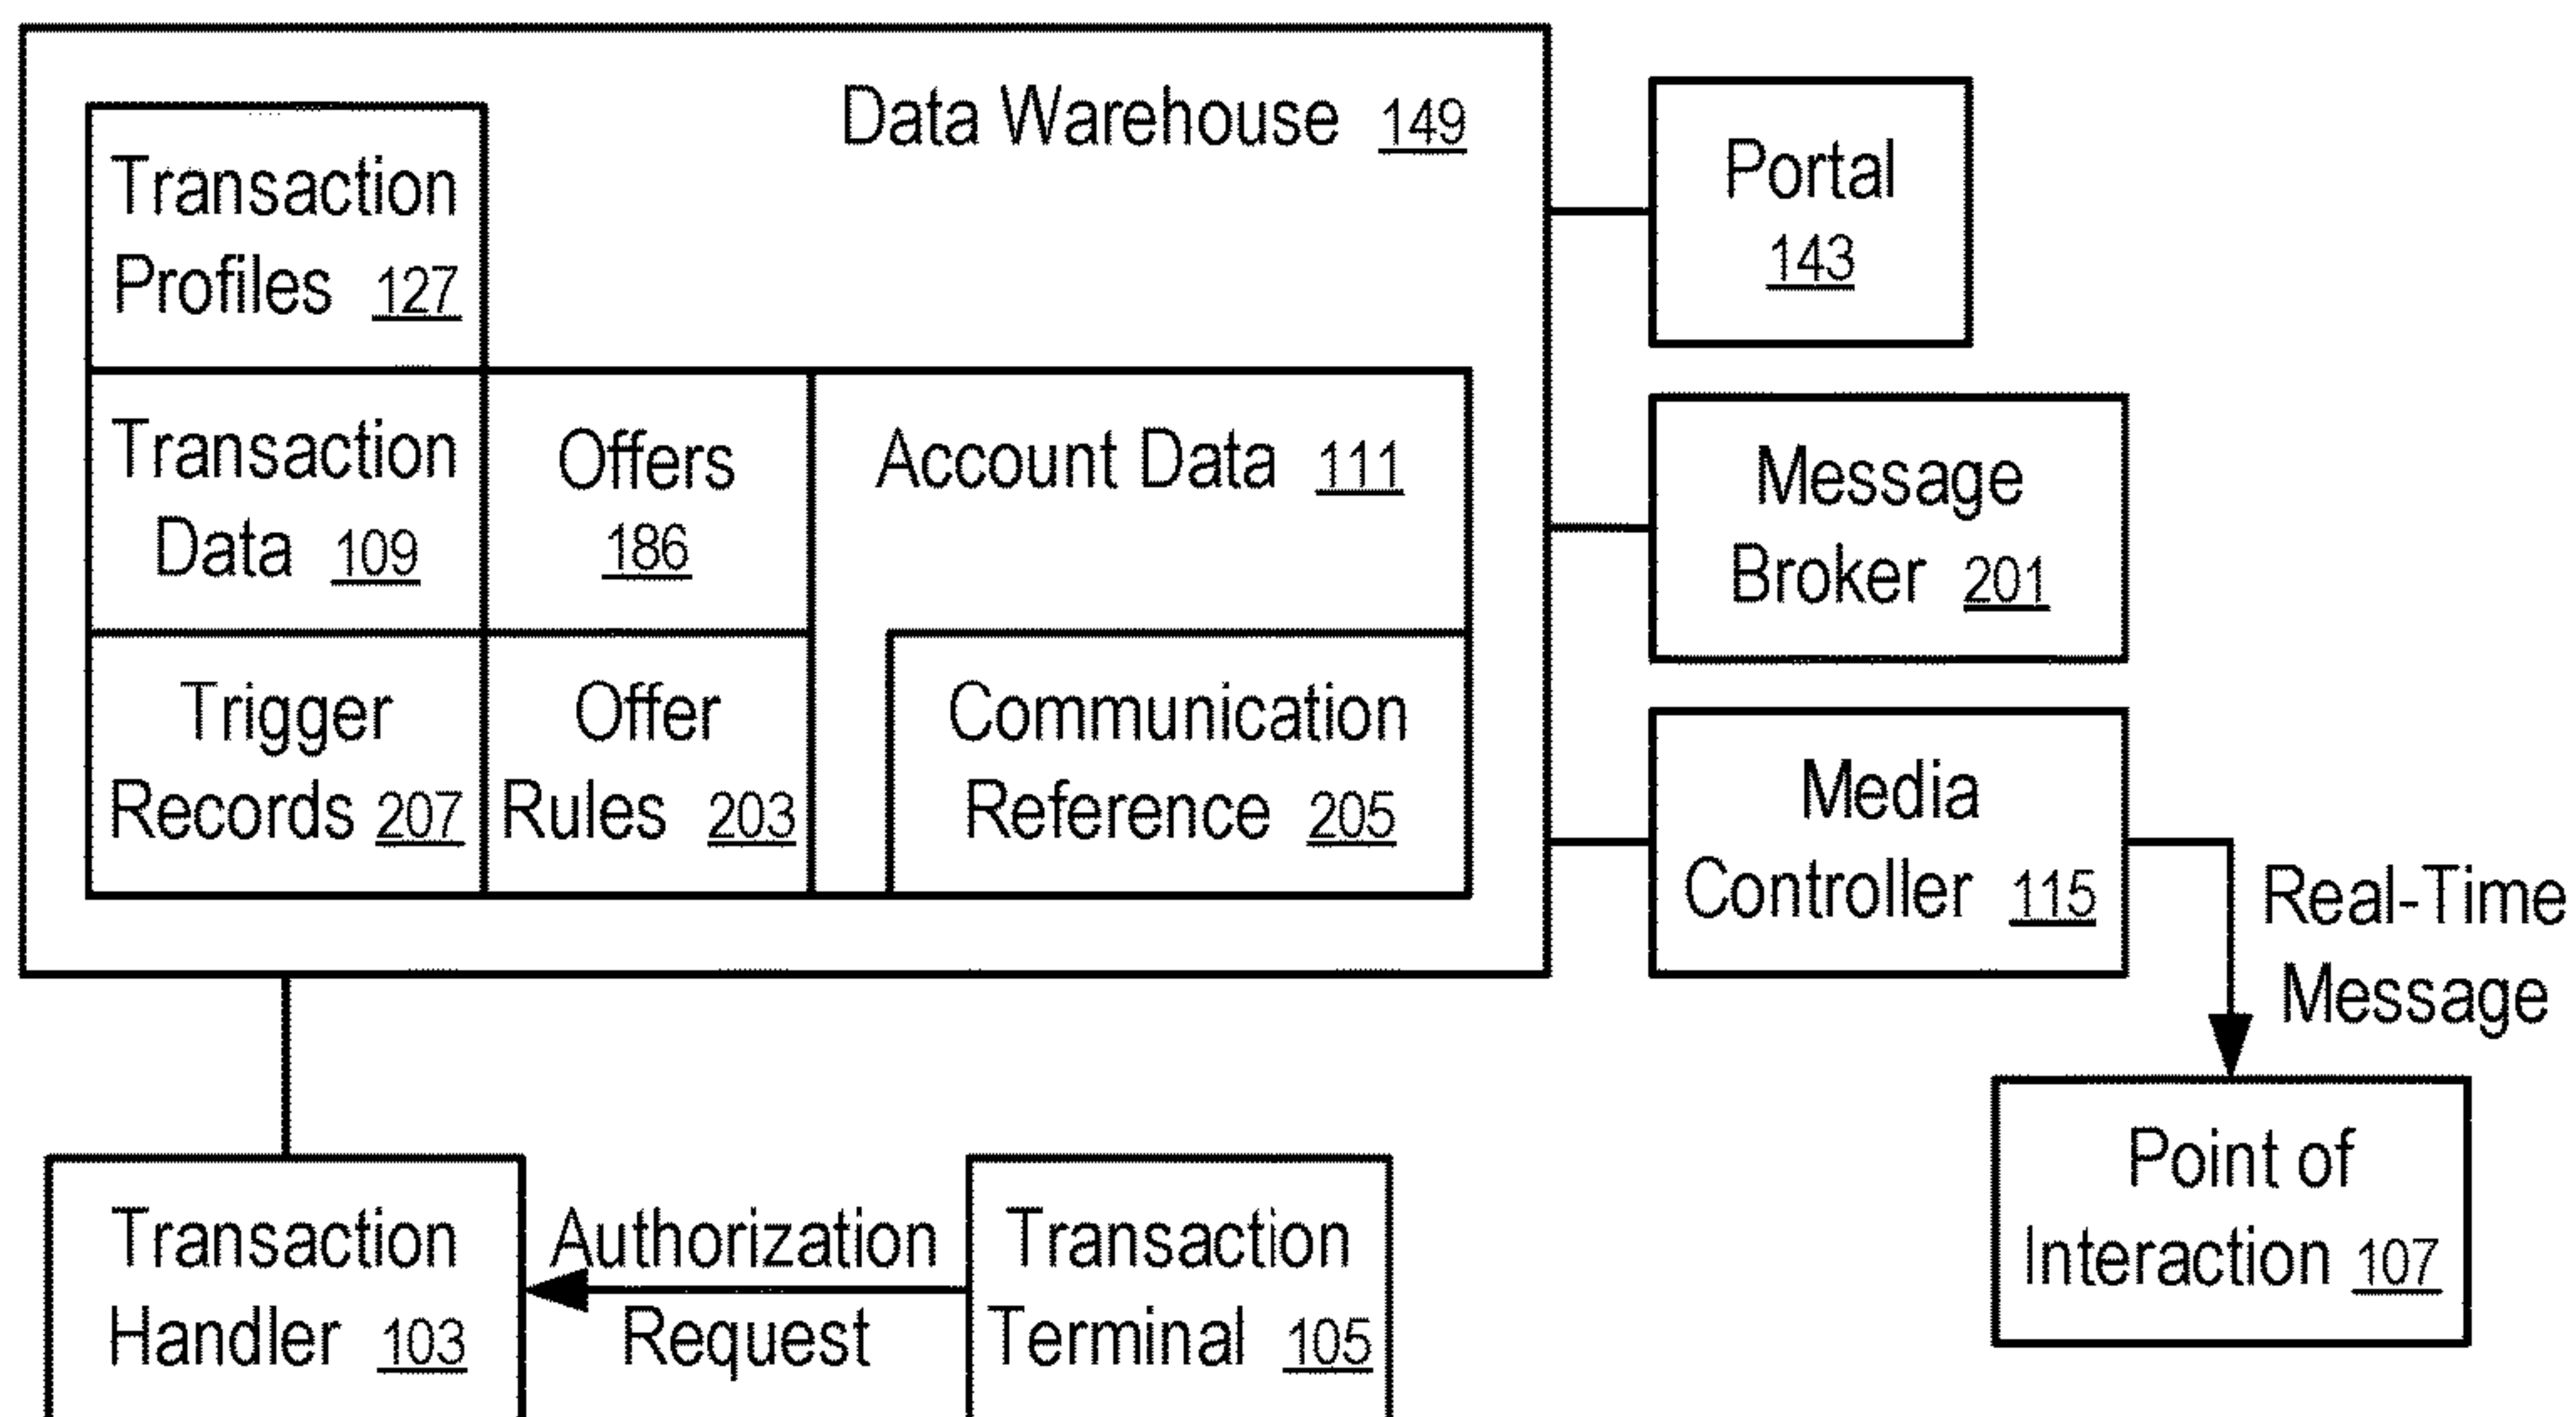 Data Warehouse 149
Transaction
Profiles 127
Transaction
Data 109
Offers
186
Account Data 111
Trigger
Records 207
Offer
Rules 203
Communication
Reference 205
Portal
143
Message
Broker 201
Media
Controller 115
Real-Time
Message
Point of
Interaction 107
Transaction
Handler 103
Authorization
Request
Transaction
Terminal 105